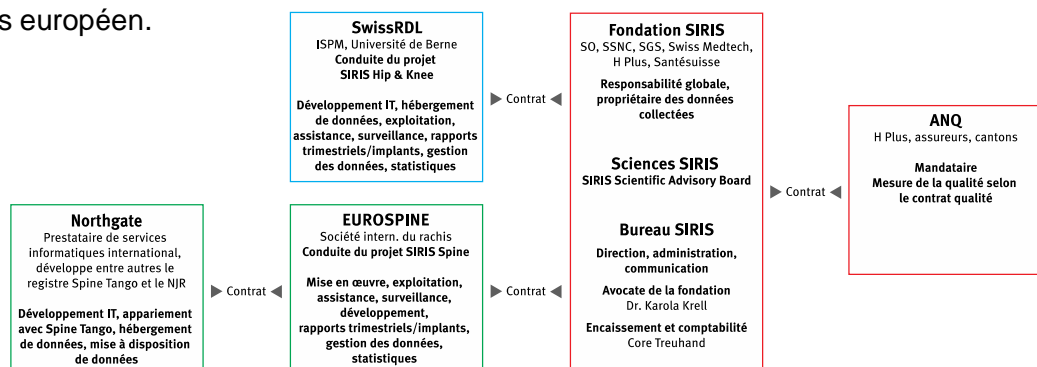 s européen.
SwissRDL
ISPM, Université de Berne
Conduite du projet
SIRIS Hip & Knee
Développement IT, hébergement
de données, exploitation,
assistance, surveillance, rapports
trimestriels/implants, gestion
des données, statistiques
Contrat
Fondation SIRIS
SO, SSNC, SGS, Swiss Medtech,
H Plus, Santésuisse
Responsabilité globale,
propriétaire des données
collectées
Sciences SIRIS
SIRIS Scientific Advisory Board
Bureau SIRIS
Direction, administration,
communication
Avocate de la fondation
Dr. Karola Krell
Encaissement et comptabilité
Core Treuhand
Contrat
ANQ
H Plus, assureurs, cantons
Mandataire
Mesure de la qualité selon
le contrat qualité
Northgate
Prestataire de services
informatiques international,
développe entre autres le
registre Spine Tango et le NJR
Développement IT, appariement
avec Spine Tango, hébergement
de données, mise à disposition
de données
Contrat
EUROSPINE
Société intern. du rachis
Conduite du projet SIRIS Spine
Mise en œuvre, exploitation,
assistance, surveillance,
développement,
rapports trimestriels/implants,
gestion des données,
statistiques
Contrat